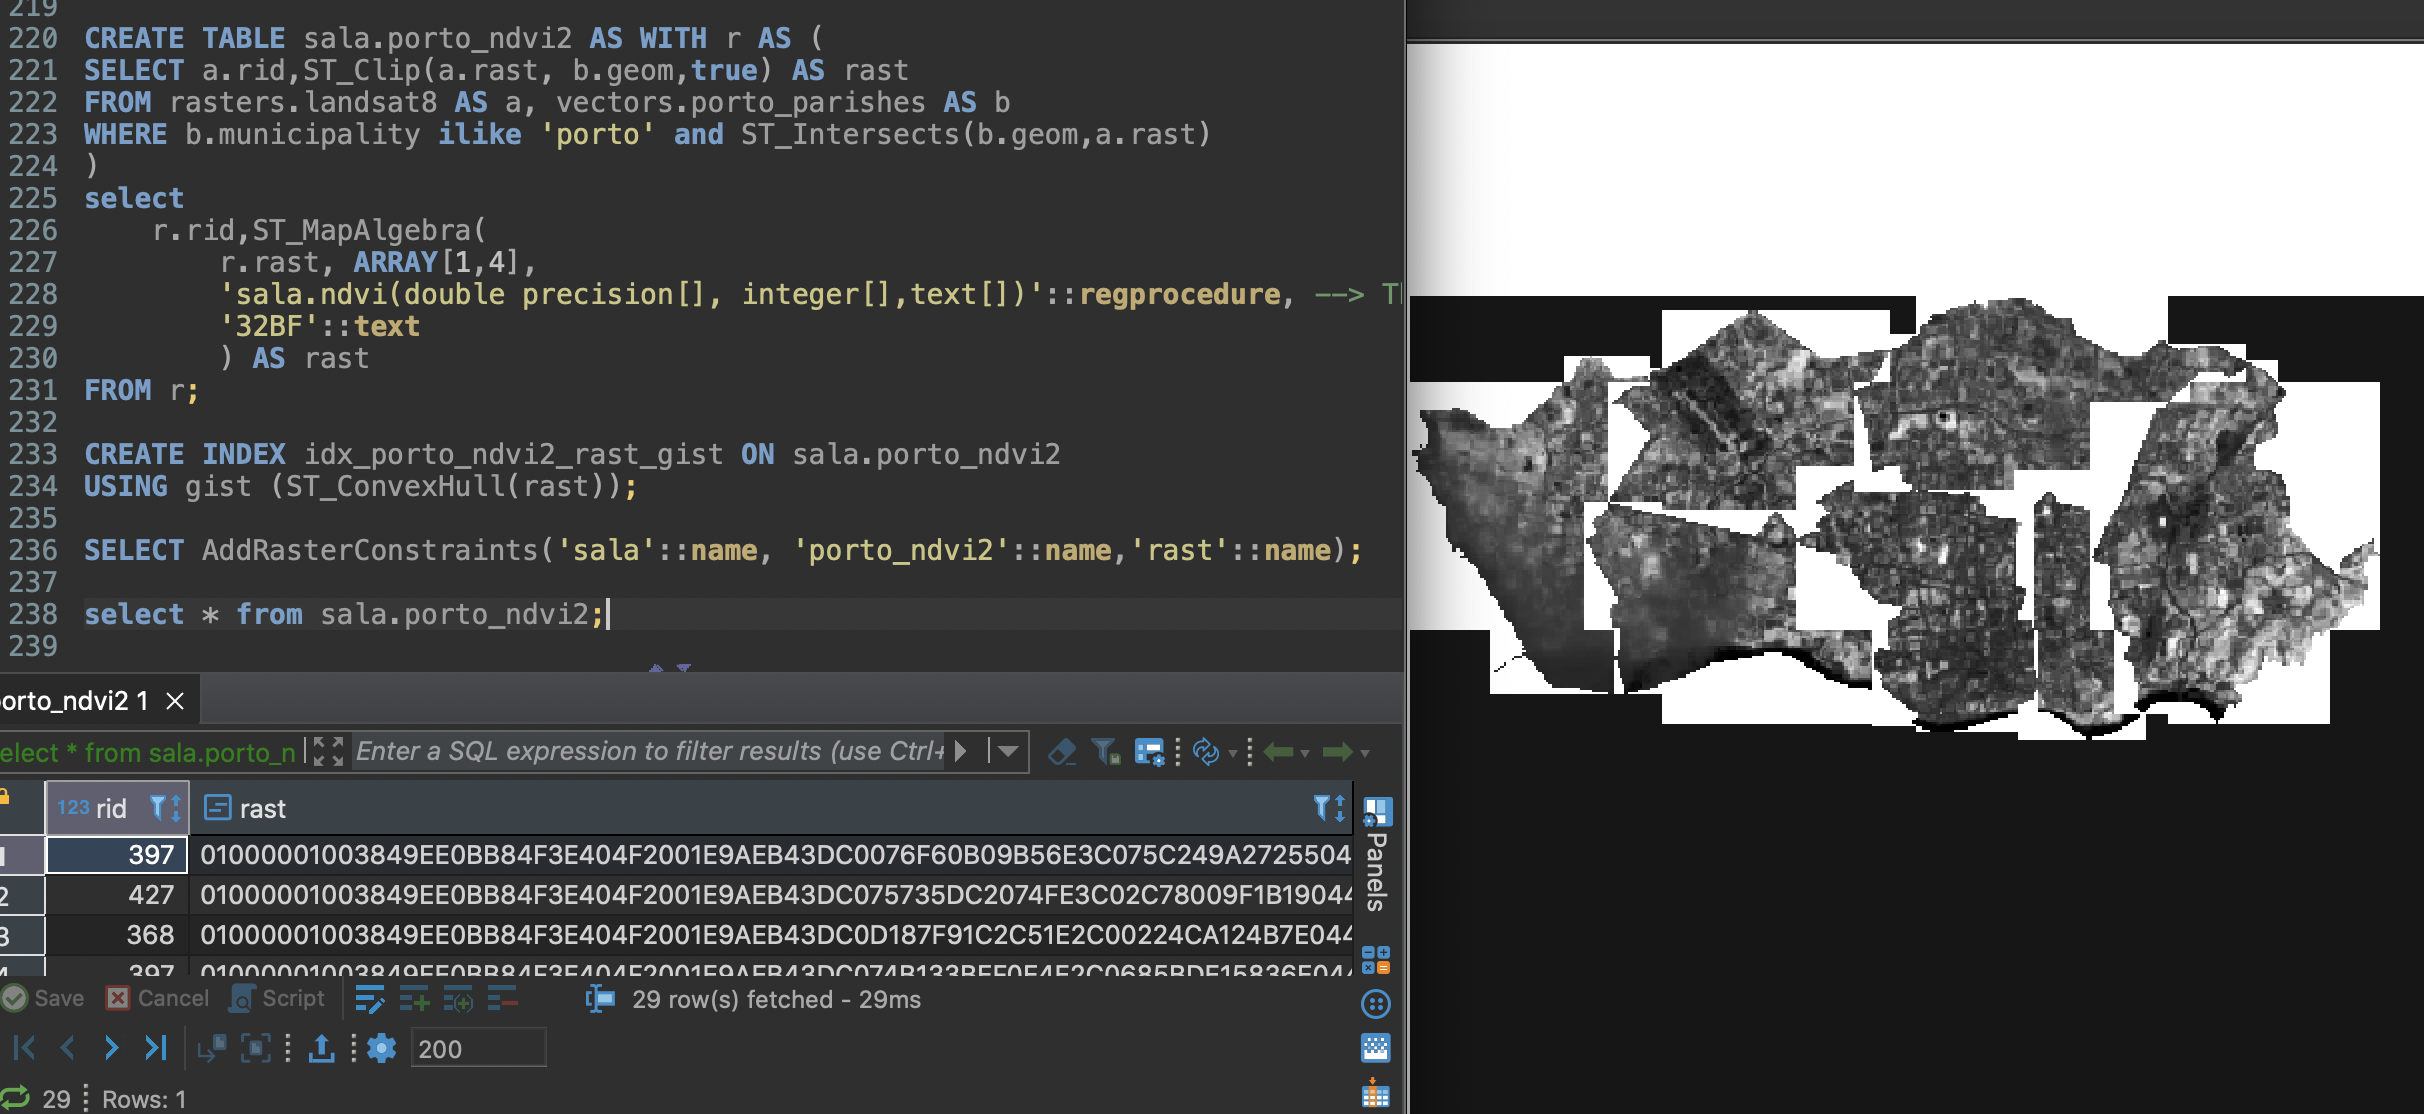 219
220 CREATE TABLE sala.porto_ndvi2 AS WITH r AS (
221 SELECT a.rid,ST_Clip(a.rast, b.geom,true) AS rast
222 FROM rasters.landsat8 AS a, vectors.porto_parishes AS b
223 WHERE b.municipality ilike 'porto' and ST_Intersects(b.geom,a.rast)
224 )
225 select
226 r.rid,ST_MapAlgebra(
227 r.rast, ARRAY[1,4],
228 'sala.ndvi(double precision[], integer[],text[])'::regprocedure, --> T
229 '32BF'::text
230 ) AS rast
231 FROM r;
232
233 CREATE INDEX idx_porto_ndvi2_rast_gist ON sala.porto_ndvi2
234 USING gist (ST_ConvexHull(rast));
235
236 SELECT AddRasterConstraints('sala'::name, 'porto_ndvi2'::name,'rast'::name);
237
238 select * from sala.porto_ndvi2;
239
orto_ndvi2 1
elect * from sala.porto_n Enter a SQL expression to filter results (use Ctrl+
123 rid rast
1 397 01000001003849EE0BB84F3E404F2001E9AEB43DC0076F60B09B56E3C075C249A2725504
2 427 01000001003849EE0BB84F3E404F2001E9AEB43DC075735DC2074FE3C02C78009F1B19044
3 368 01000001003849EE0BB84F3E404F2001E9AEB43DC0D187F91C2C51E2C00224CA124B7E044
4 397 01000001003849EE0BB84F3E404F2001E9AEB43DC074B133BEF0E4E2C0685BDE15836E044
Panels
Save Cancel Script 29 row(s) fetched - 29ms
200
29 Rows: 1